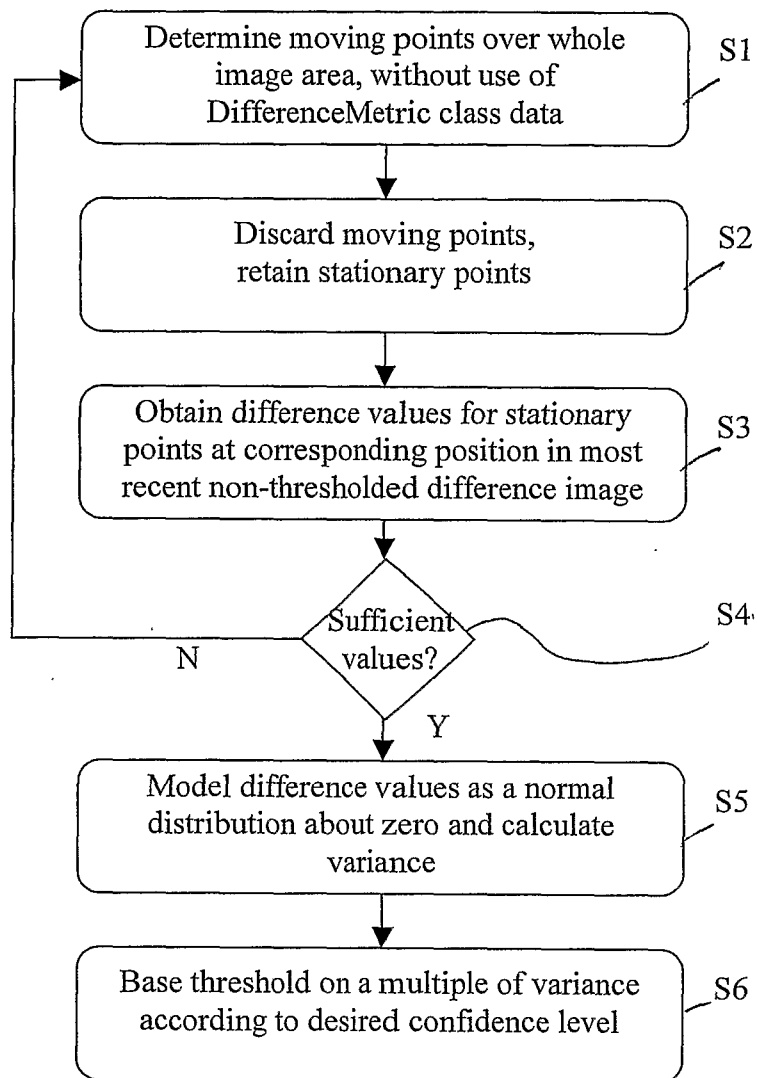 Determine moving points over whole
image area, without use of
DifferenceMetric class data
S1
Discard moving points,
retain stationary points
S2
Obtain difference values for stationary
points at corresponding position in most
recent non-thresholded difference image
S3
Sufficient
values?
S4
N
Y
Model difference values as a normal
distribution about zero and calculate
variance
S5
Base threshold on a multiple of variance
according to desired confidence level
S6